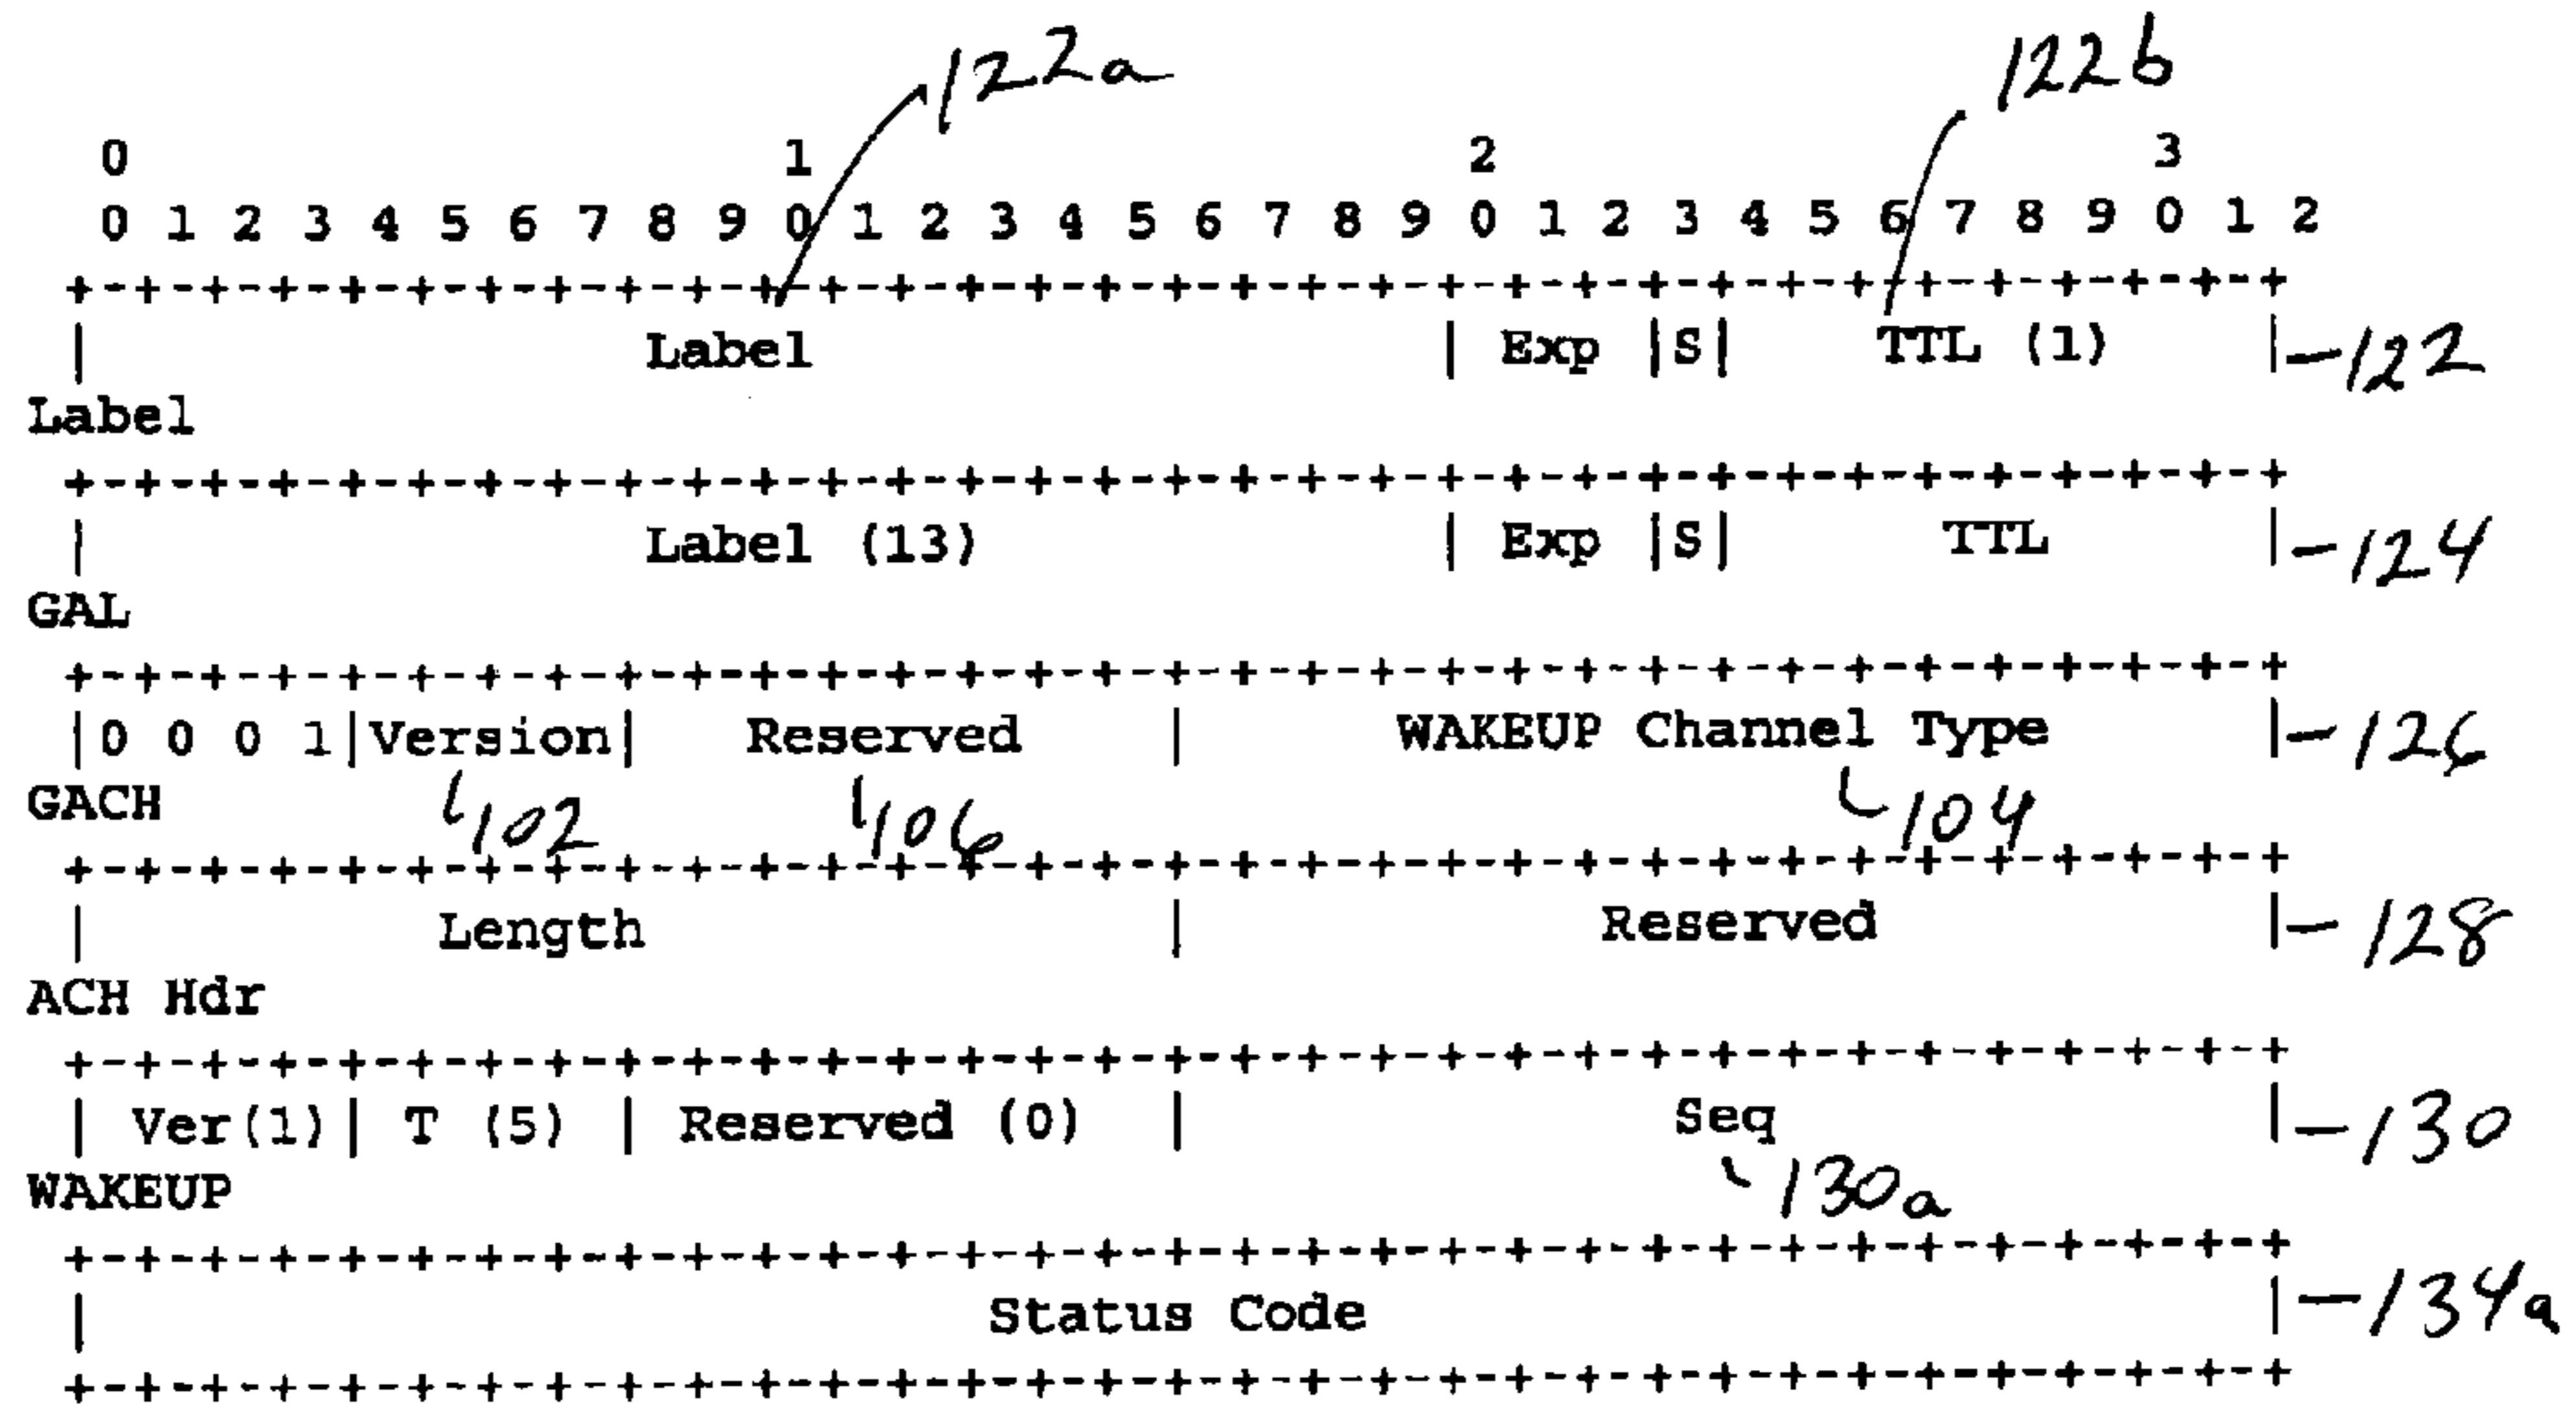 122a 122b
0 1 2 3
0 1 2 3 4 5 6 7 8 9 0 1 2 3 4 5 6 7 8 9 0 1 2 3 4 5 6 7 8 9 0 1 2
+-+-+-+-+-+-+-+-+-+-+-+-+-+-+-+-+-+-+-+-+-+-+-+-+-+-+-+-+-+-+-+-+
| Label | Exp |S| TTL (1) |-122
Label
+-+-+-+-+-+-+-+-+-+-+-+-+-+-+-+-+-+-+-+-+-+-+-+-+-+-+-+-+-+-+-+-+
| Label (13) | Exp |S| TTL |-124
GAL
+-+-+-+-+-+-+-+-+-+-+-+-+-+-+-+-+-+-+-+-+-+-+-+-+-+-+-+-+-+-+-+-+
|0 0 0 1|Version| Reserved | WAKEUP Channel Type |-126
GACH 102 106 104
+-+-+-+-+-+-+-+-+-+-+-+-+-+-+-+-+-+-+-+-+-+-+-+-+-+-+-+-+-+-+-+-+
| Length | Reserved |-128
ACH Hdr
+-+-+-+-+-+-+-+-+-+-+-+-+-+-+-+-+-+-+-+-+-+-+-+-+-+-+-+-+-+-+-+-+
| Ver(1)| T (5) | Reserved (0) | Seq |-130
WAKEUP 130a
+-+-+-+-+-+-+-+-+-+-+-+-+-+-+-+-+-+-+-+-+-+-+-+-+-+-+-+-+-+-+-+-+
| Status Code |-134a
+-+-+-+-+-+-+-+-+-+-+-+-+-+-+-+-+-+-+-+-+-+-+-+-+-+-+-+-+-+-+-+-+